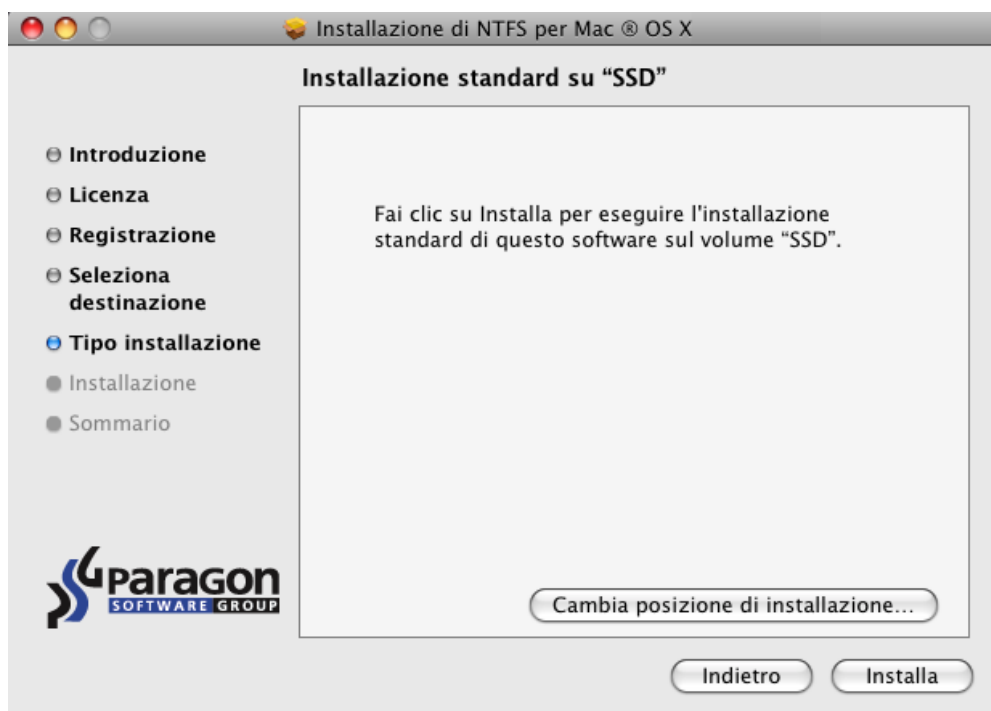 Installazione di NTFS per Mac ® OS X
Installazione standard su “SSD”
Introduzione
Licenza
Registrazione
Seleziona
destinazione
Tipo installazione
Installazione
Sommario
Fai clic su Installa per eseguire l'installazione
standard di questo software sul volume “SSD”.
Paragon
SOFTWARE GROUP
Cambia posizione di installazione...
Indietro
Installa